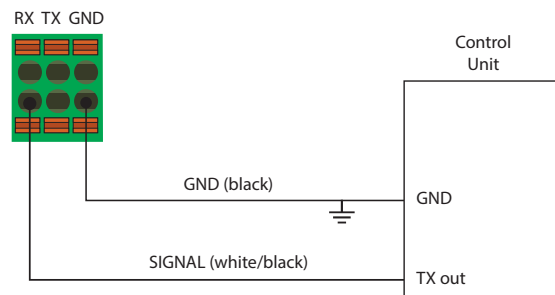 RX TX GND
Control
Unit
GND (black)
GND
SIGNAL (white/black)
TX out